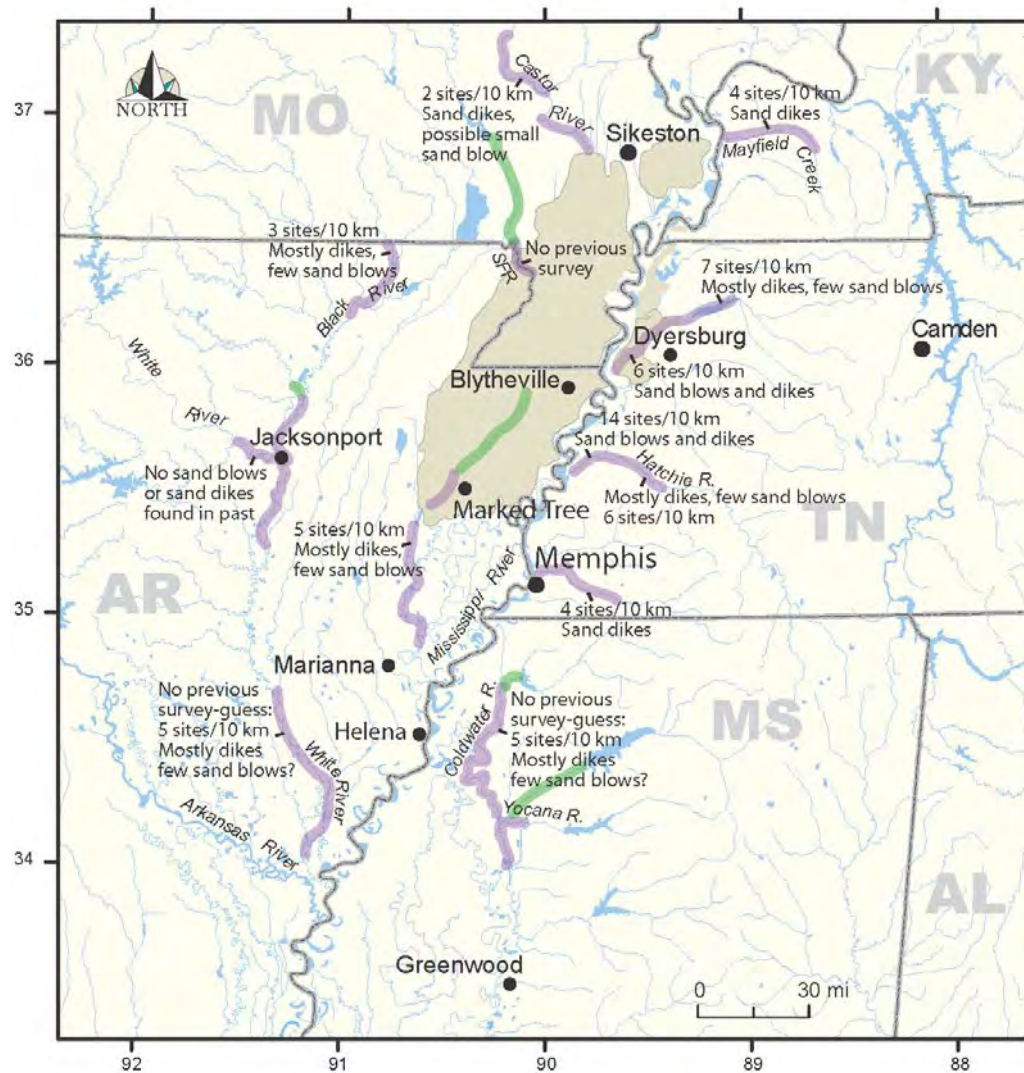 NORTH
MO
KY
Castor
River
2 sites/10 km
Sand dikes,
possible small
sand blow
Sikeston
4 sites/10 km
Sand dikes
Mayfield
Creek
37
3 sites/10 km
Mostly dikes,
few sand blows
Black River
SFR
No previous
survey
7 sites/10 km
Mostly dikes, few sand blows
36
White
River
Dyersburg
Camden
Blytheville
6 sites/10 km
Sand blows and dikes
14 sites/10 km
Sand blows and dikes
Jacksonport
No sand blows
or sand dikes
found in past
Hatchie R.
Mostly dikes, few sand blows
6 sites/10 km
Marked Tree
TN
5 sites/10 km
Mostly dikes,
few sand blows
Memphis
AR
35
Mississippi River
4 sites/10 km
Sand dikes
Marianna
No previous
survey-guess:
5 sites/10 km
Mostly dikes
few sand blows?
Helena
White River
Coldwater R.
No previous
survey-guess:
5 sites/10 km
Mostly dikes
few sand blows?
MS
Yocana R.
Arkansas
River
34
AL
Greenwood
0 30 mi
92 91 90 89 88